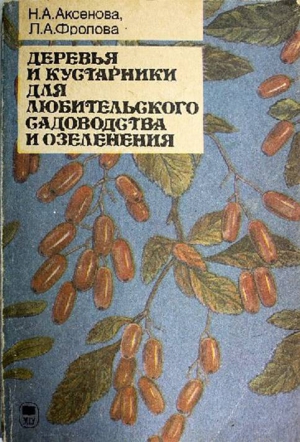 Н.А.Аксенова,
Л.А.Фролова
ДЕРЕВЬЯ
И КУСТАРНИКИ
ДЛЯ
ЛЮБИТЕЛЬСКОГО
САДОВОДСТВА
И ОЗЕЛЕНЕНИЯ